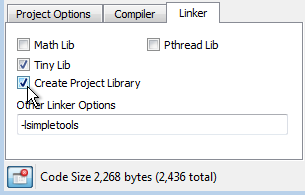 Project Options Compiler Linker
Math Lib Pthread Lib
Tiny Lib
Create Project Library
Other Linker Options
-lsimpletools
Code Size 2,268 bytes (2,436 total)